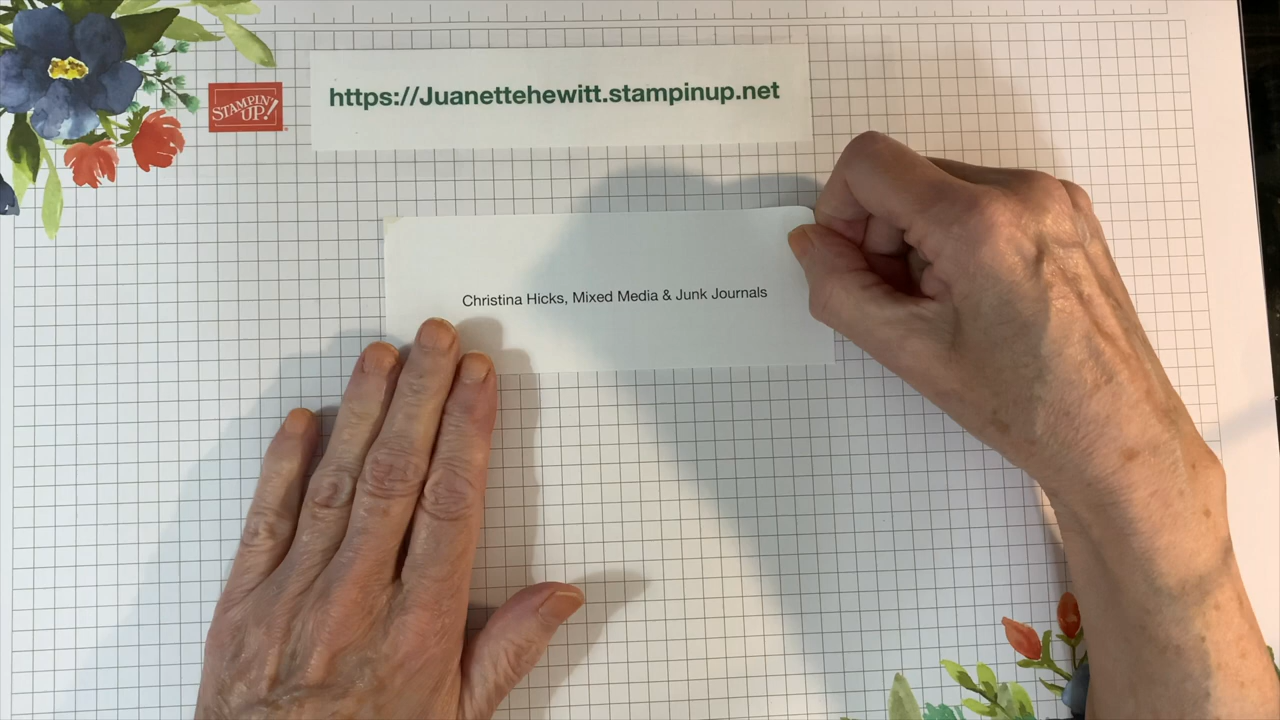 https://Juanettehewitt.stampinup.net
STAMPIN'
UP!
Christina Hicks, Mixed Media & Junk Journals